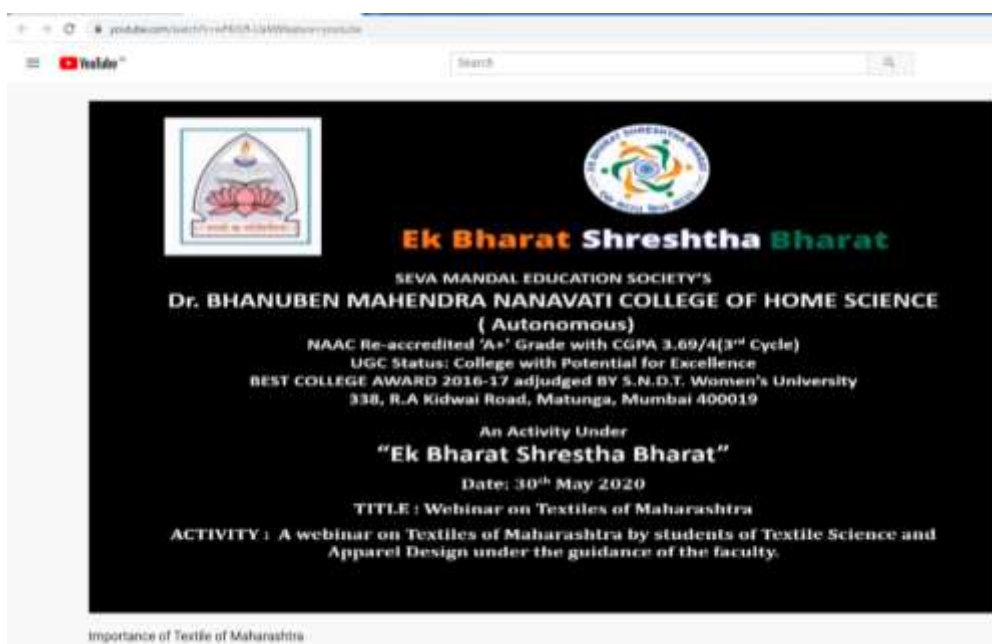 YouTube
Search
EK BHARAT SHRESHTHA BHARAT
Ek Bharat Shreshtha Bharat
SEVA MANDAL EDUCATION SOCIETY'S
Dr. BHANUBEN MAHENDRA NANAVATI COLLEGE OF HOME SCIENCE
( Autonomous)
NAAC Re-accredited 'A+' Grade with CGPA 3.69/4(3rd Cycle)
UGC Status: College with Potential for Excellence
BEST COLLEGE AWARD 2016-17 adjudged BY S.N.D.T. Women's University
338, R.A Kidwai Road, Matunga, Mumbai 400019
An Activity Under
“Ek Bharat Shrestha Bharat”
Date: 30th May 2020
TITLE : Webinar on Textiles of Maharashtra
ACTIVITY : A webinar on Textiles of Maharashtra by students of Textile Science and
Apparel Design under the guidance of the faculty.
Importance of Textile of Maharashtra